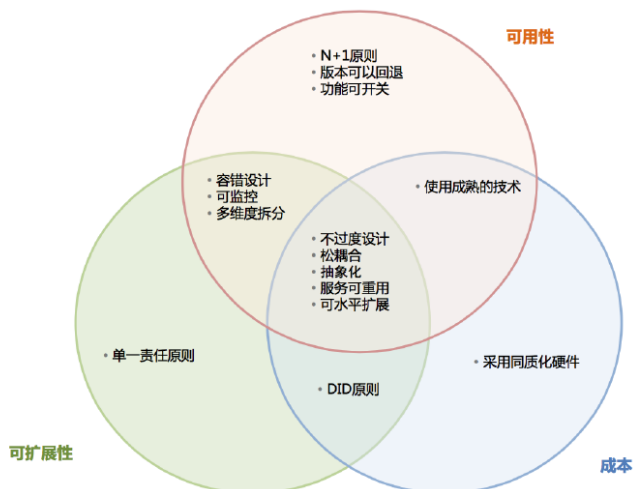 可用性
• N+1原则
• 版本可以回退
• 功能可开关
• 容错设计
• 可监控
• 多维度拆分
• 使用成熟的技术
• 不过度设计
• 松耦合
• 抽象化
• 服务可重用
• 可水平扩展
• 单一责任原则
• 采用同质化硬件
• DID原则
可扩展性
成本